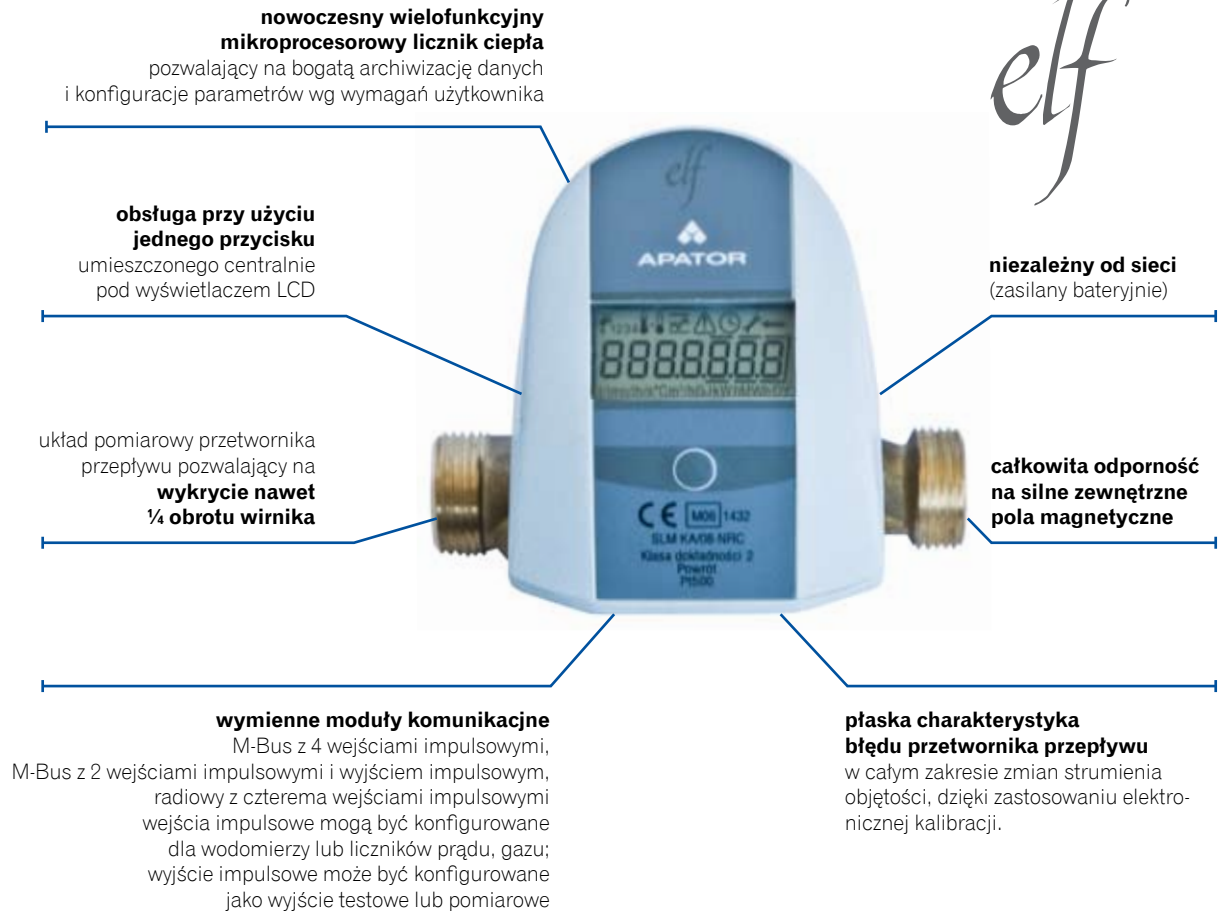 nowoczesny wielofunkcyjny
mikroprocesorowy licznik ciepła
pozwalający na bogatą archiwizację danych
i konfiguracje parametrów wg wymagań użytkownika
elf
obsługa przy użyciu
jednego przycisku
umieszczonego centralnie
pod wyświetlaczem LCD
niezależny od sieci
(zasilany bateryjnie)
elf
APATOR
1234
888.8.8.8.8
układ pomiarowy przetwornika
przepływu pozwalający na
wykrycie nawet
¼ obrotu wirnika
całkowita odporność
na silne zewnętrzne
pola magnetyczne
CE M06 1432
SLM KA/08 NRC
Klasa dokładności 2
Powrót
Pt500
wymienne moduły komunikacjne
M-Bus z 4 wejściami impulsowymi,
M-Bus z 2 wejściami impulsowymi i wyjściem impulsowym,
radiowy z czterema wejściami impulsowymi
wejścia impulsowe mogą być konfigurowane
dla wodomierzy lub liczników prądu, gazu;
wyjście impulsowe może być konfigurowane
jako wyjście testowe lub pomiarowe
płaska charakterystyka
błędu przetwornika przepływu
w całym zakresie zmian strumienia
objętości, dzięki zastosowaniu elektro-
nicznej kalibracji.